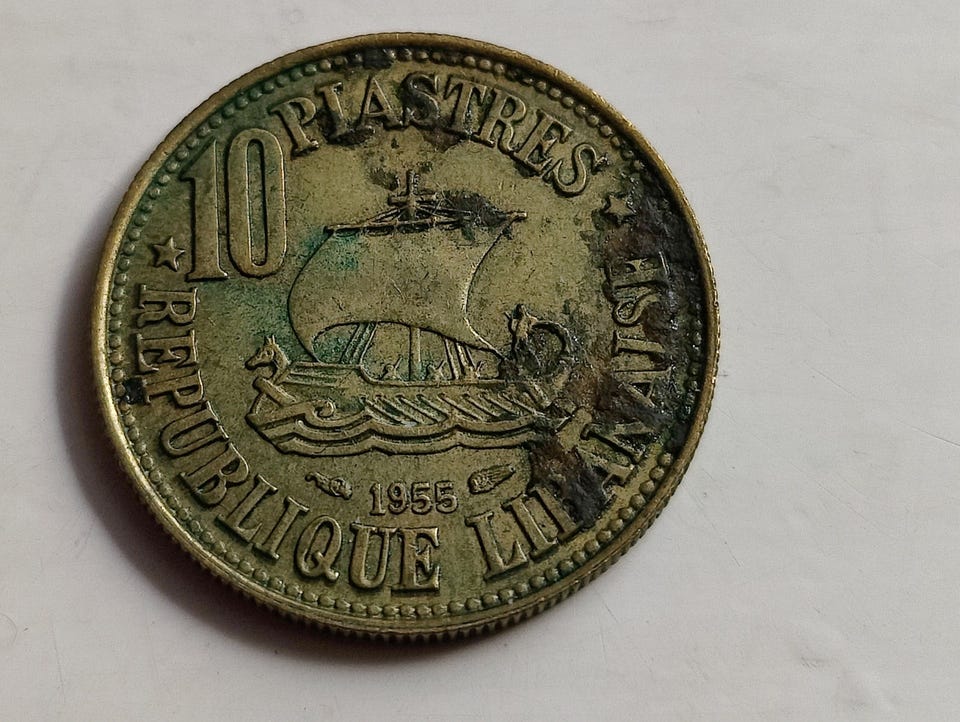 10 PIASTRES
1955
REPUBLIQUE LIBANAISE